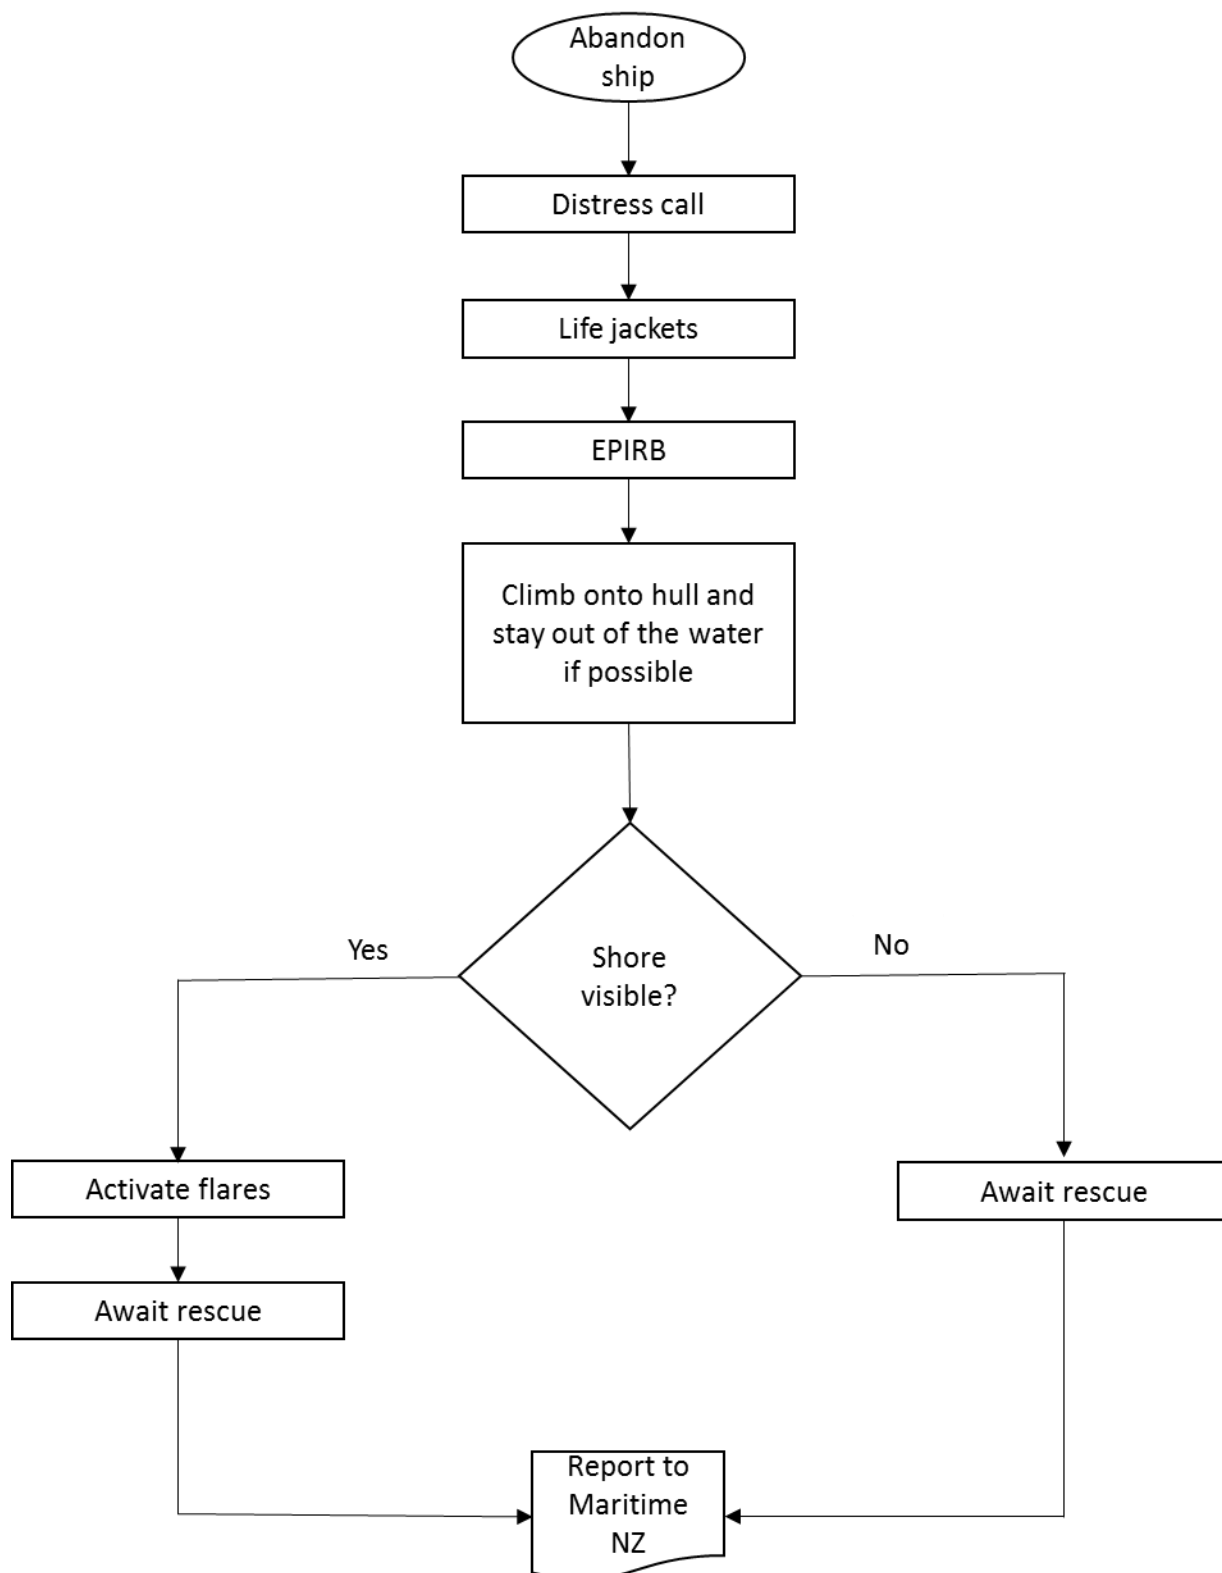 Abandon
ship
Distress call
Life jackets
EPIRB
Climb onto hull and
stay out of the water
if possible
Shore
visible?
Yes
No
Activate flares
Await rescue
Await rescue
Report to
Maritime
NZ